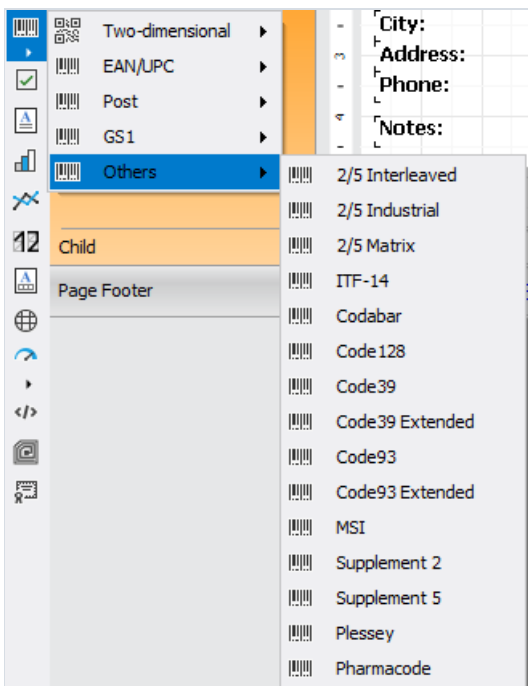 Two-dimensional
EAN/UPC
Post
GS1
Others
Child
Page Footer
City:
Address:
Phone:
Notes:
3
4
12
2/5 Interleaved
2/5 Industrial
2/5 Matrix
ITF-14
Codabar
Code128
Code39
Code39 Extended
Code93
Code93 Extended
MSI
Supplement 2
Supplement 5
Plessey
Pharmacode